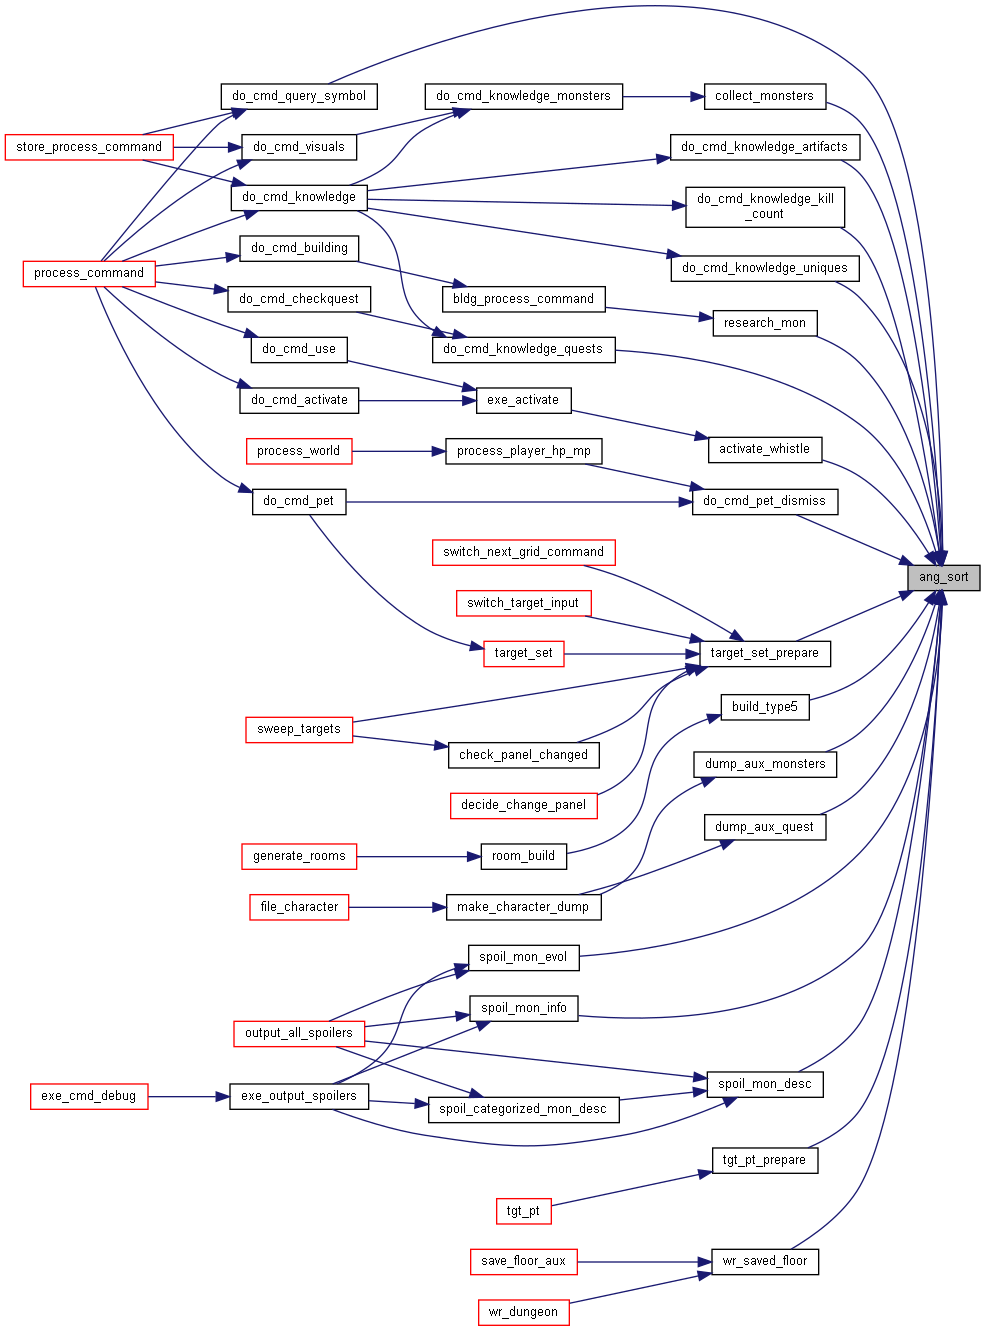 do_cmd_query_symbol
do_cmd_knowledge_monsters
collect_monsters
store_process_command
do_cmd_visuals
do_cmd_knowledge_artifacts
do_cmd_knowledge
do_cmd_knowledge_kill
_count
do_cmd_building
process_command
do_cmd_knowledge_uniques
do_cmd_checkquest
bldg_process_command
research_mon
do_cmd_use
do_cmd_knowledge_quests
do_cmd_activate
exe_activate
process_world
process_player_hp_mp
activate_whistle
do_cmd_pet
do_cmd_pet_dismiss
switch_next_grid_command
ang_sort
switch_target_input
target_set
target_set_prepare
build_type5
sweep_targets
check_panel_changed
dump_aux_monsters
decide_change_panel
dump_aux_quest
generate_rooms
room_build
file_character
make_character_dump
spoil_mon_evol
spoil_mon_info
output_all_spoilers
spoil_mon_desc
exe_cmd_debug
exe_output_spoilers
spoil_categorized_mon_desc
tgt_pt_prepare
tgt_pt
save_floor_aux
wr_saved_floor
wr_dungeon